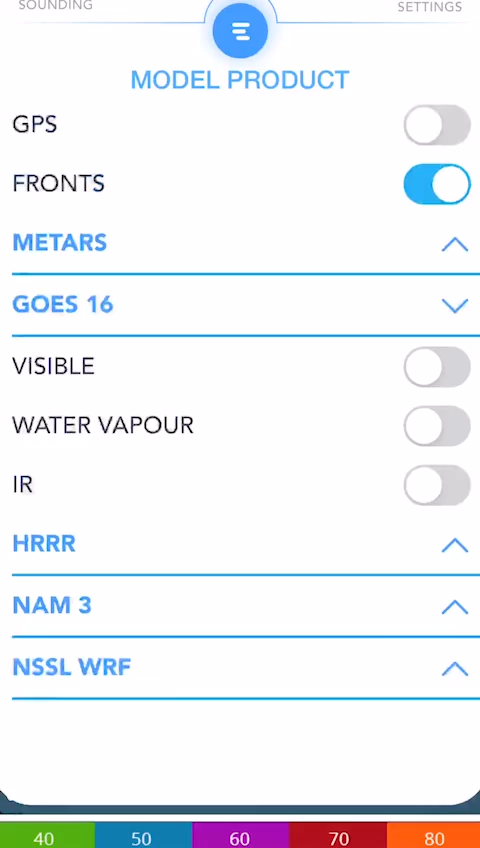 SOUNDING
SETTINGS
MODEL PRODUCT
GPS
FRONTS
METARS
GOES 16
VISIBLE
WATER VAPOUR
IR
HRRR
NAM 3
NSSL WRF
40 50 60 70 80